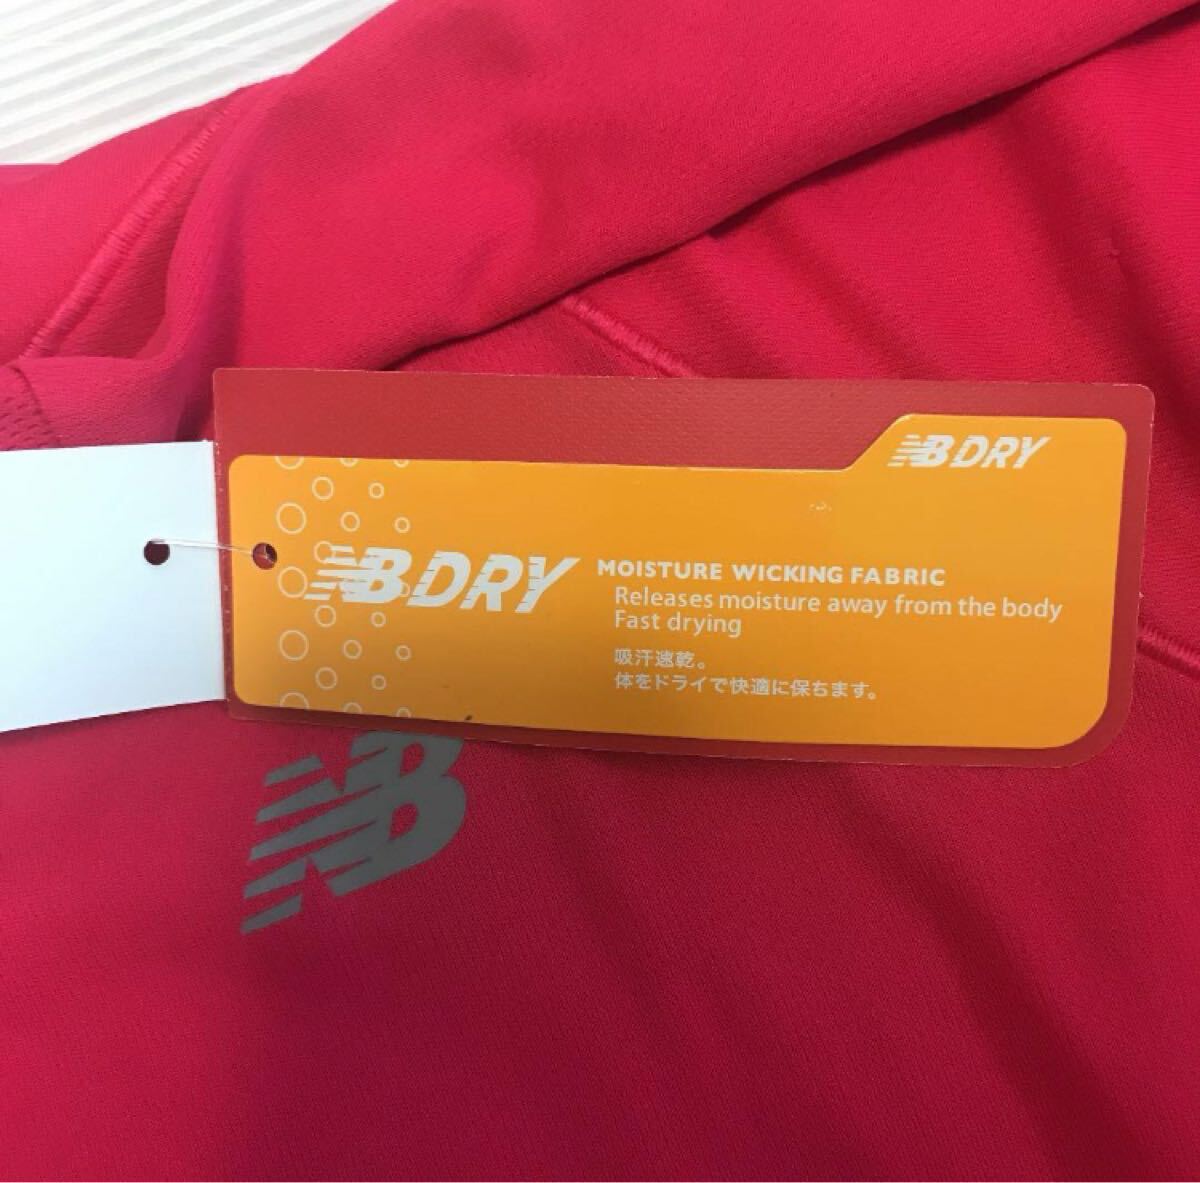 NB DRY
NB DRY
MOISTURE WICKING FABRIC
Releases moisture away from the body
Fast drying
吸汗速乾。
体をドライで快適に保ちます。
NB